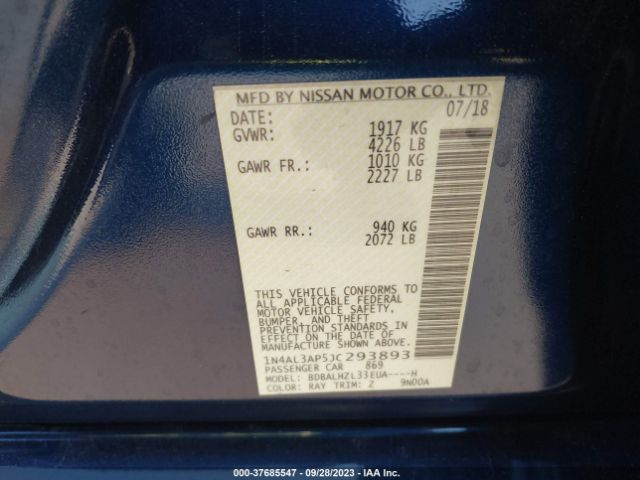 MFD BY NISSAN MOTOR CO., LTD.
DATE: 07/18
GVWR: 1917 KG
4226 LB
GAWR FR.: 1010 KG
2227 LB
GAWR RR.: 940 KG
2072 LB
THIS VEHICLE CONFORMS TO
ALL APPLICABLE FEDERAL
MOTOR VEHICLE SAFETY,
BUMPER, AND THEFT
PREVENTION STANDARDS IN
EFFECT ON THE DATE OF
MANUFACTURE SHOWN ABOVE.
1N4AL3AP5JC293893
PASSENGER CAR 869
MODEL: BDBALHZL33EUA----H
COLOR: RAY TRIM: Z 9N00A
000-37685547 - 09/28/2023 - IAA Inc.